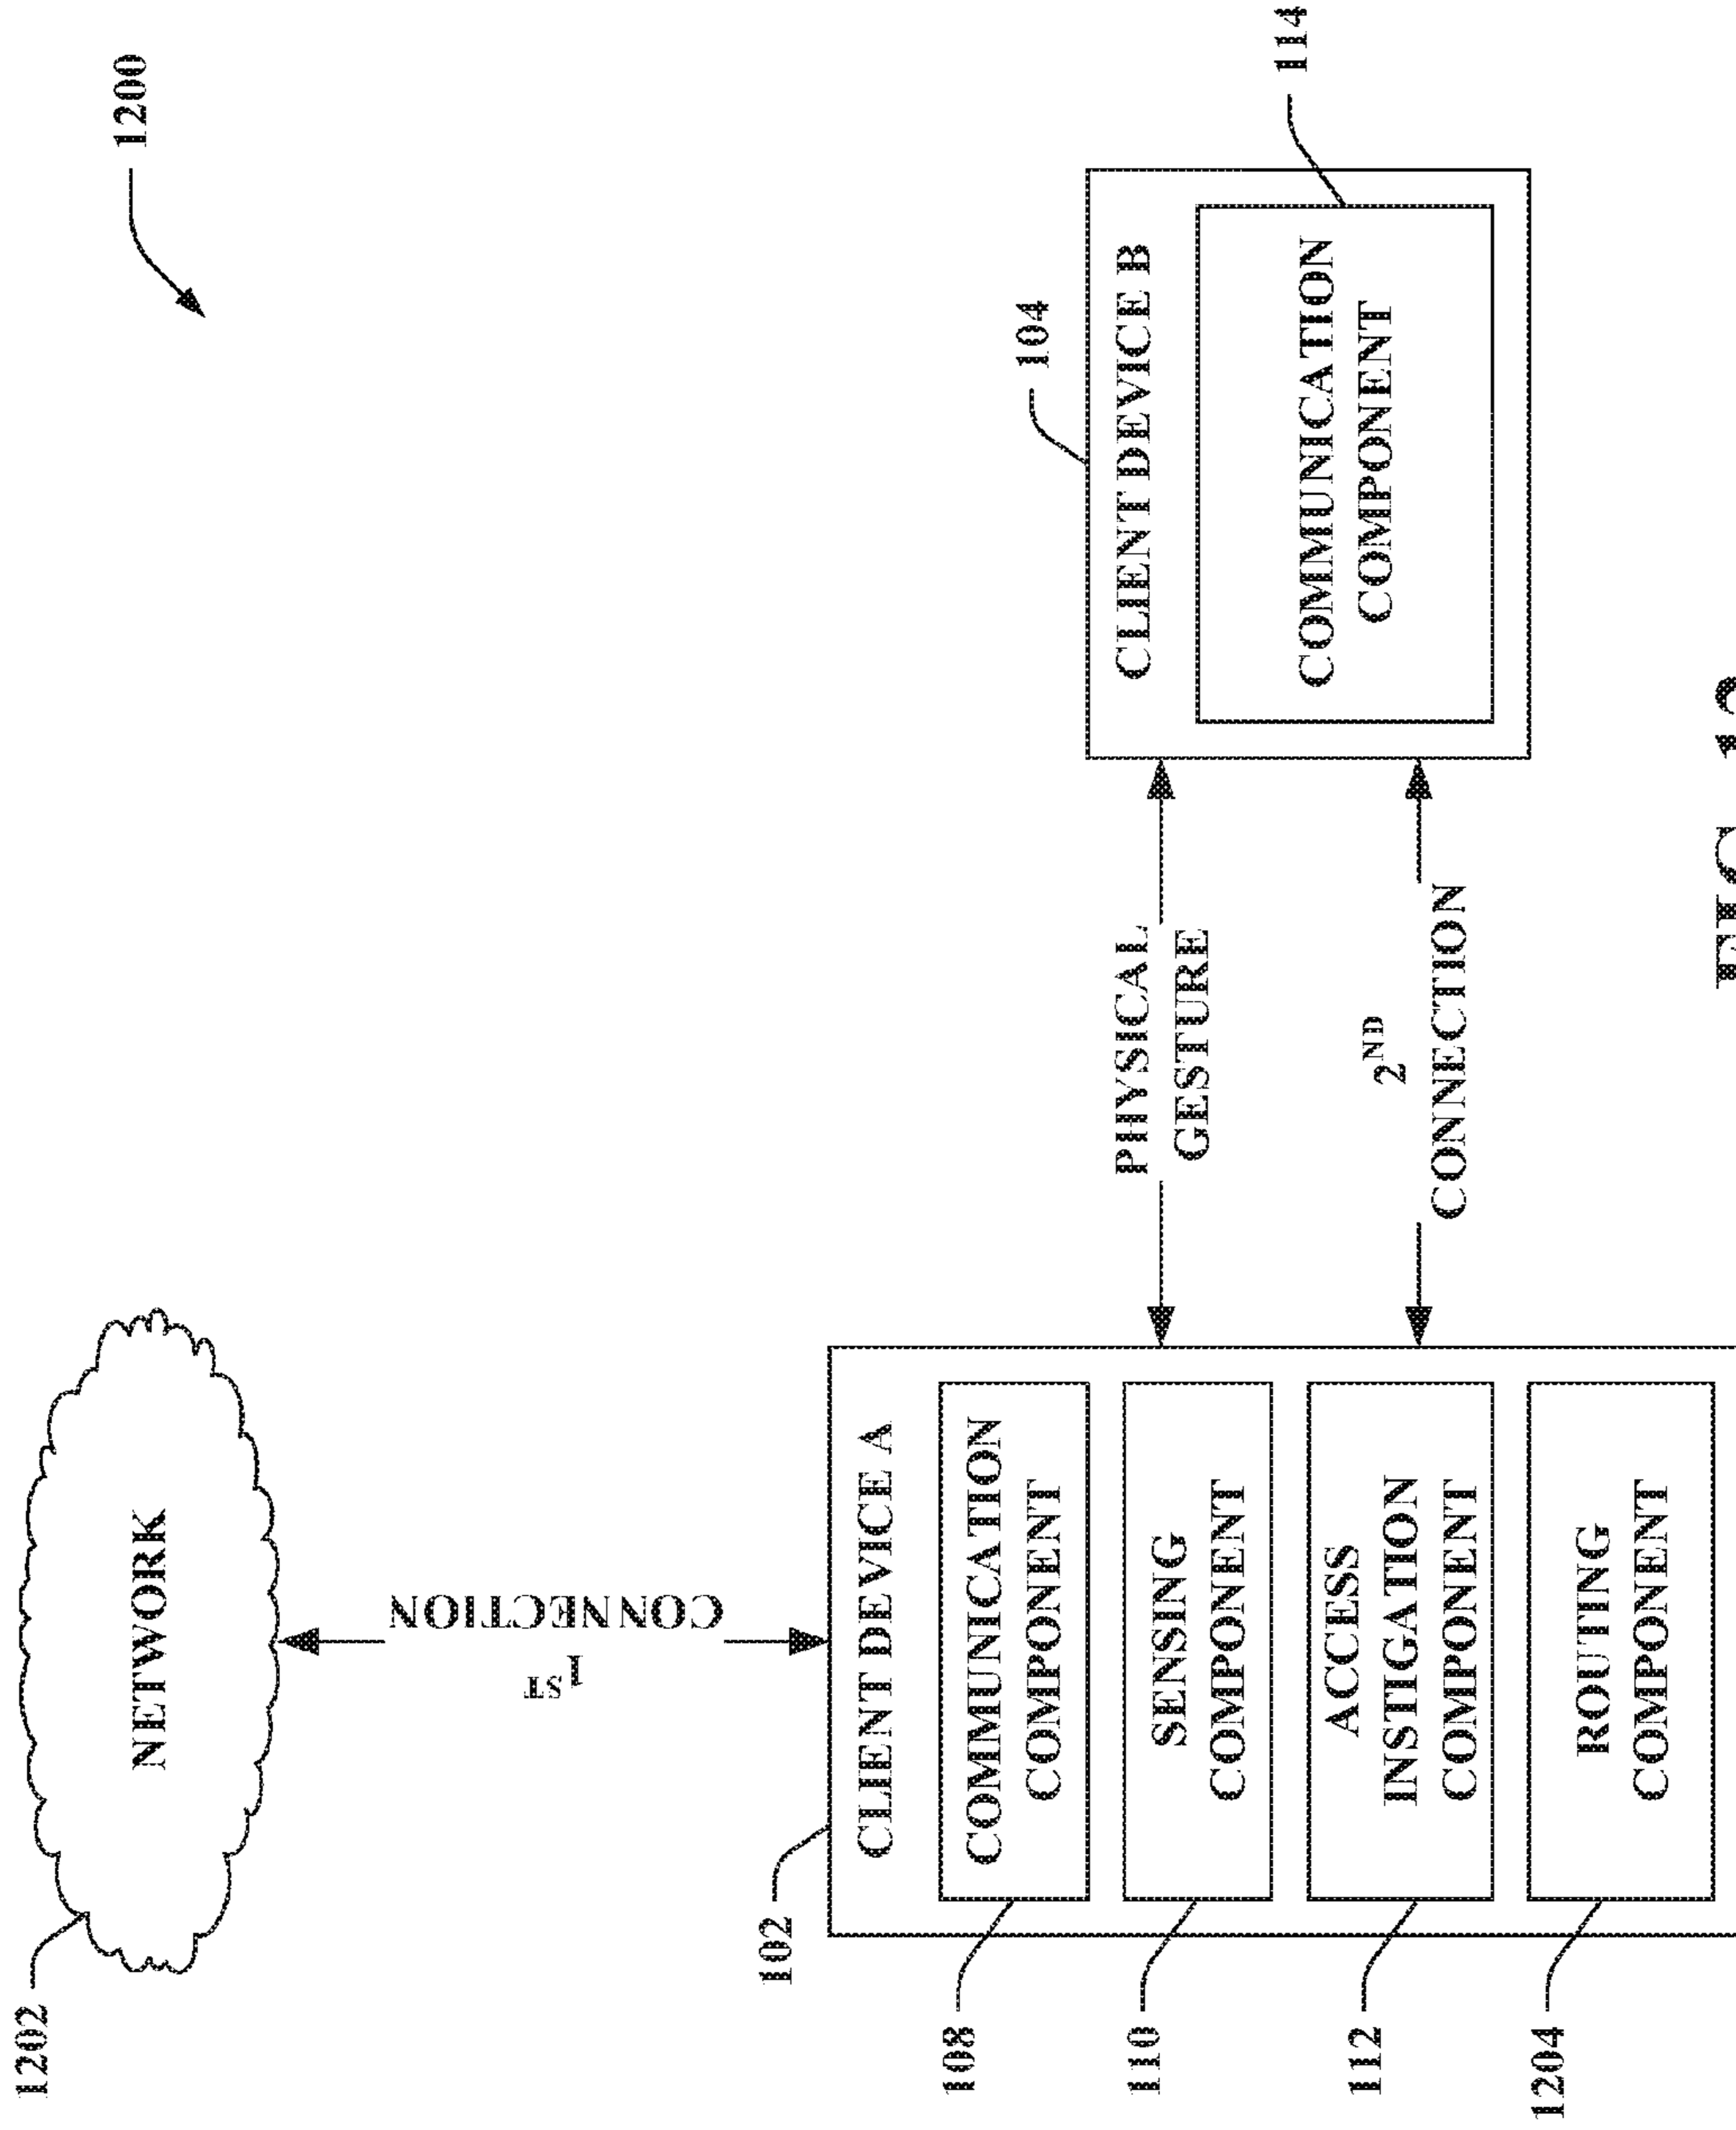 1202
NETWORK
1200
1ST
CONNECTION
102
CLIENT DEVICE A
108
COMMUNICATION
COMPONENT
110
SENSING
COMPONENT
112
ACCESS
INSTIGATION
COMPONENT
1204
ROUTING
COMPONENT
PHYSICAL
GESTURE
2ND
CONNECTION
104
CLIENT DEVICE B
COMMUNICATION
COMPONENT
114